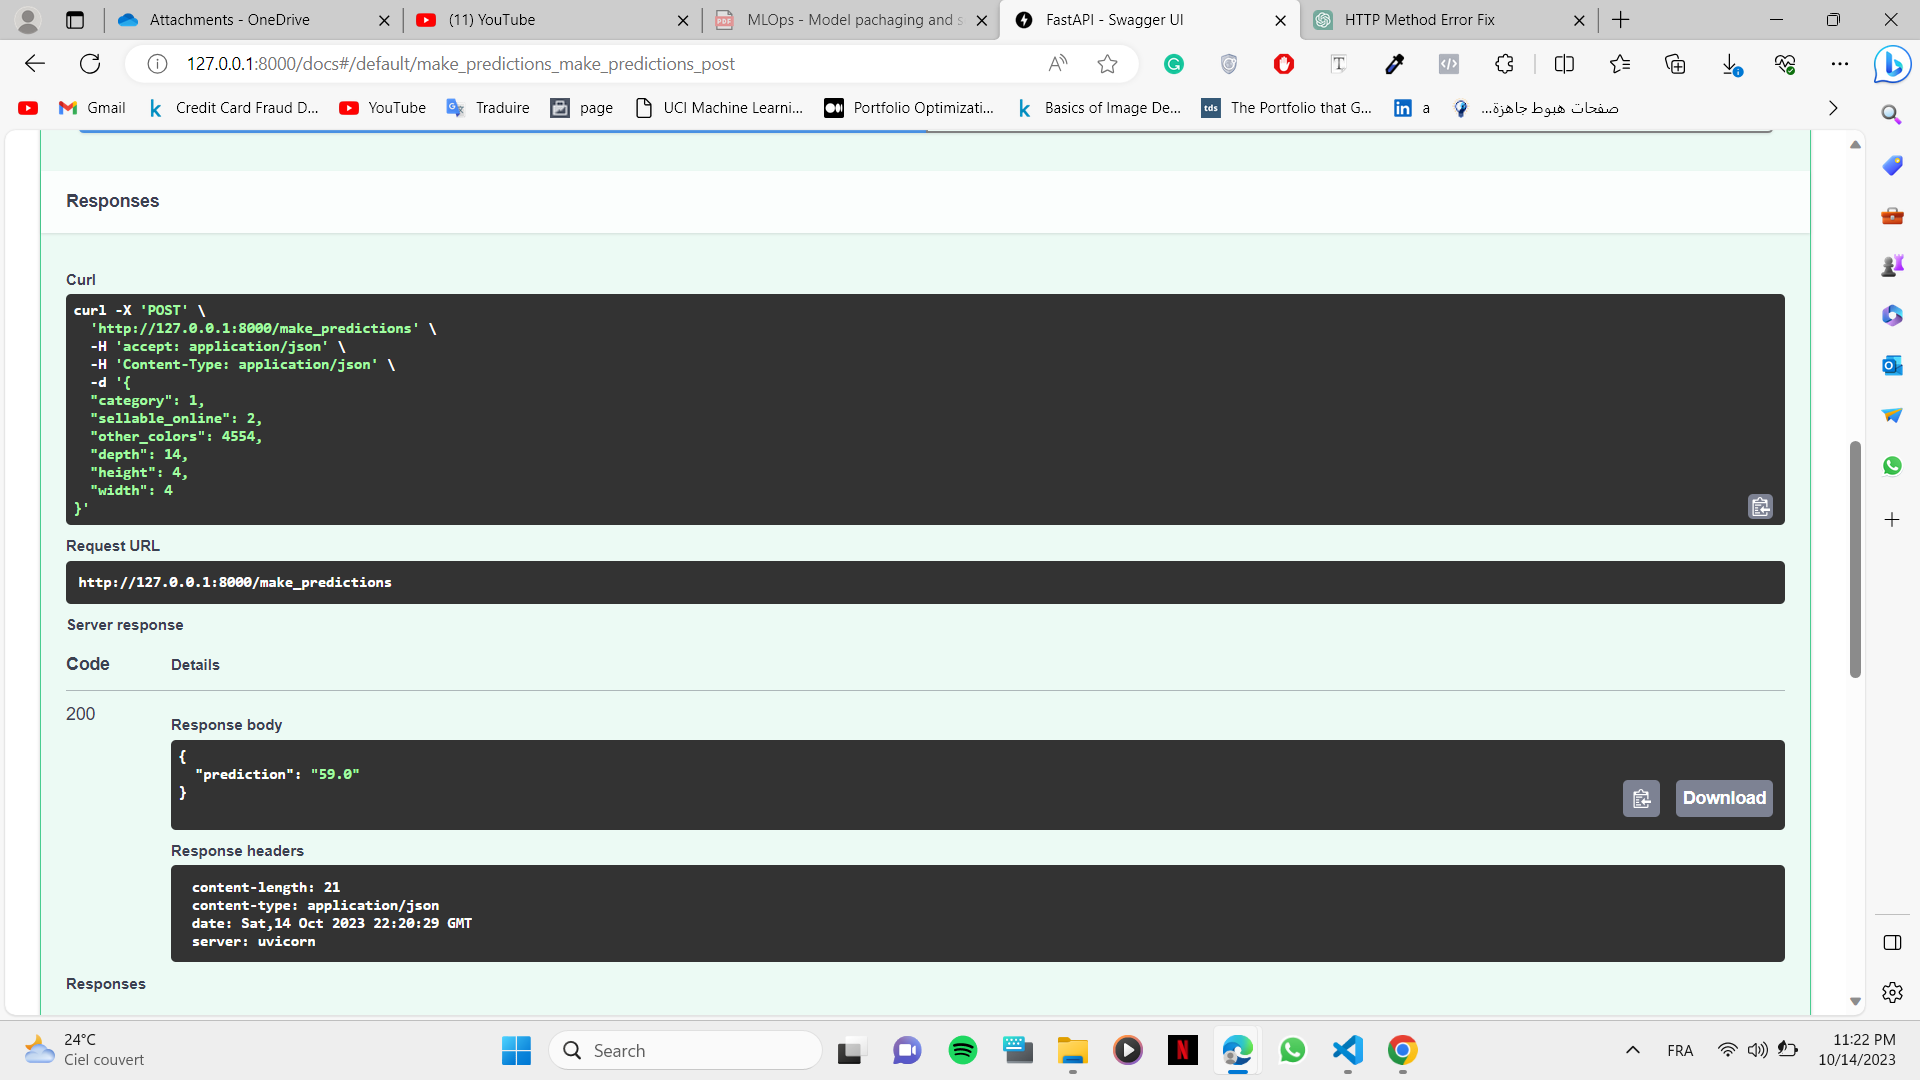 Attachments - OneDrive
(11) YouTube
MLOps - Model pachaging and s
FastAPI - Swagger UI
HTTP Method Error Fix
127.0.0.1:8000/docs#/default/make_predictions_make_predictions_post
Gmail
Credit Card Fraud D...
YouTube
Traduire
page
UCI Machine Learni...
Portfolio Optimizati...
Basics of Image De...
tds
The Portfolio that G...
a
صفحات هبوط جاهزة...
Responses
Curl
curl -X 'POST' \
'http://127.0.0.1:8000/make_predictions' \
-H 'accept: application/json' \
-H 'Content-Type: application/json' \
-d '{
"category": 1,
"sellable_online": 2,
"other_colors": 4554,
"depth": 14,
"height": 4,
"width": 4
}'
Request URL
http://127.0.0.1:8000/make_predictions
Server response
Code
Details
200
Response body
{
"prediction": "59.0"
}
Download
Response headers
content-length: 21
content-type: application/json
date: Sat,14 Oct 2023 22:20:29 GMT
server: uvicorn
Responses
24°C
Ciel couvert
Search
FRA
11:22 PM
10/14/2023